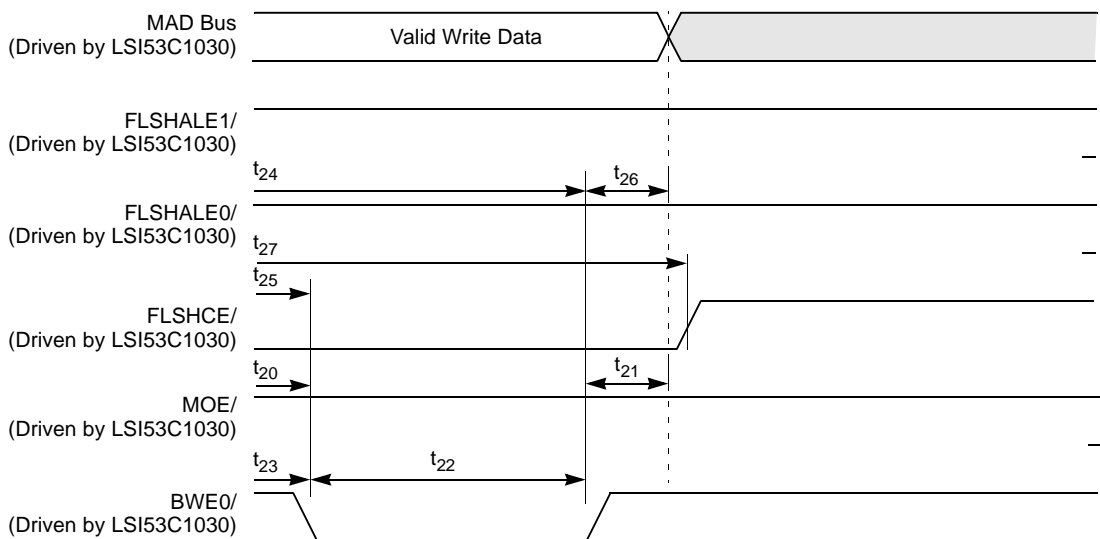 MAD Bus
(Driven by LSI53C1030)
Valid Write Data
FLSHALE1/
(Driven by LSI53C1030)
t24
t26
FLSHALE0/
(Driven by LSI53C1030)
t27
t25
FLSHCE/
(Driven by LSI53C1030)
t20
t21
MOE/
(Driven by LSI53C1030)
t23
t22
BWE0/
(Driven by LSI53C1030)